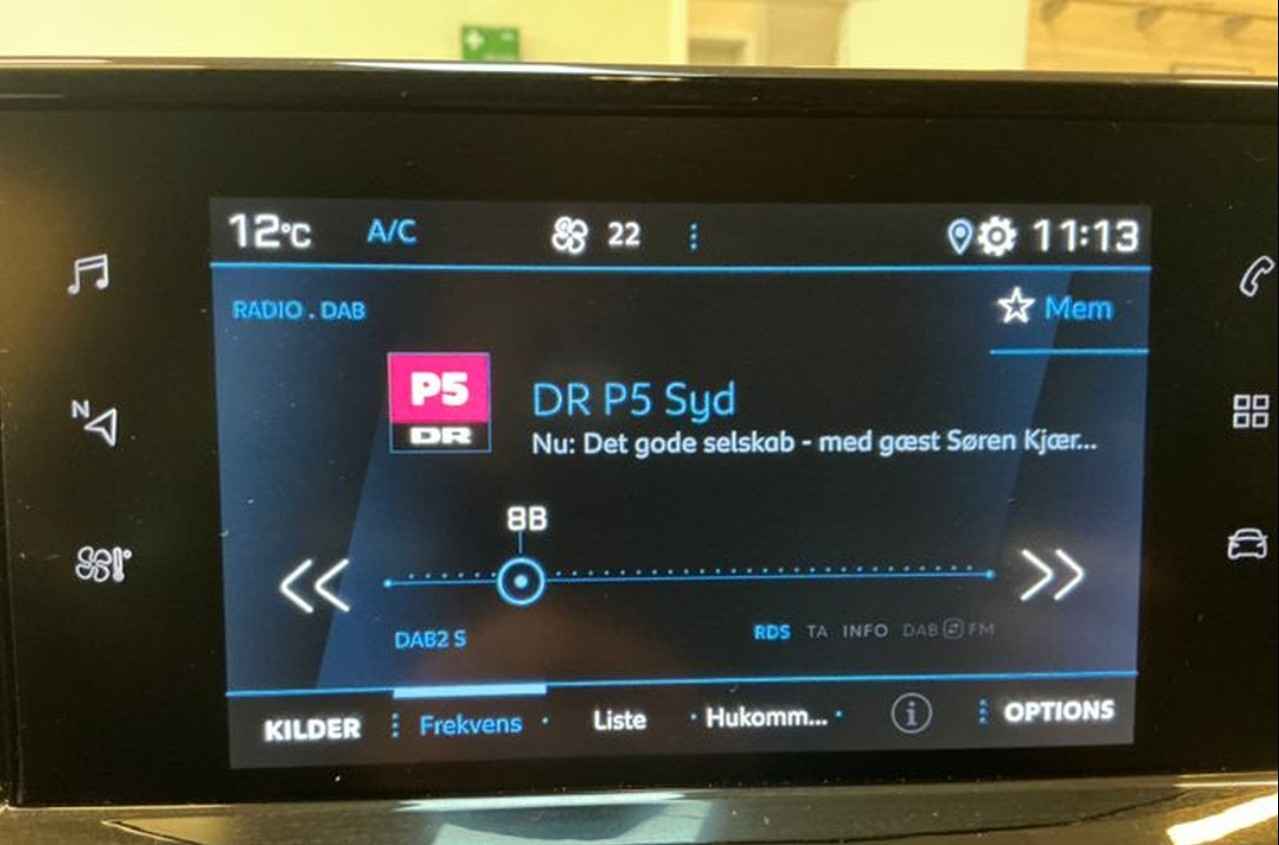 12°C A/C 22 11:13
RADIO . DAB Mem
P5
DR
DR P5 Syd
Nu: Det gode selskab - med gæst Søren Kjær...
N
8B
DAB2 S RDS TA INFO DAB FM
KILDER Frekvens Liste Hukomm... i OPTIONS